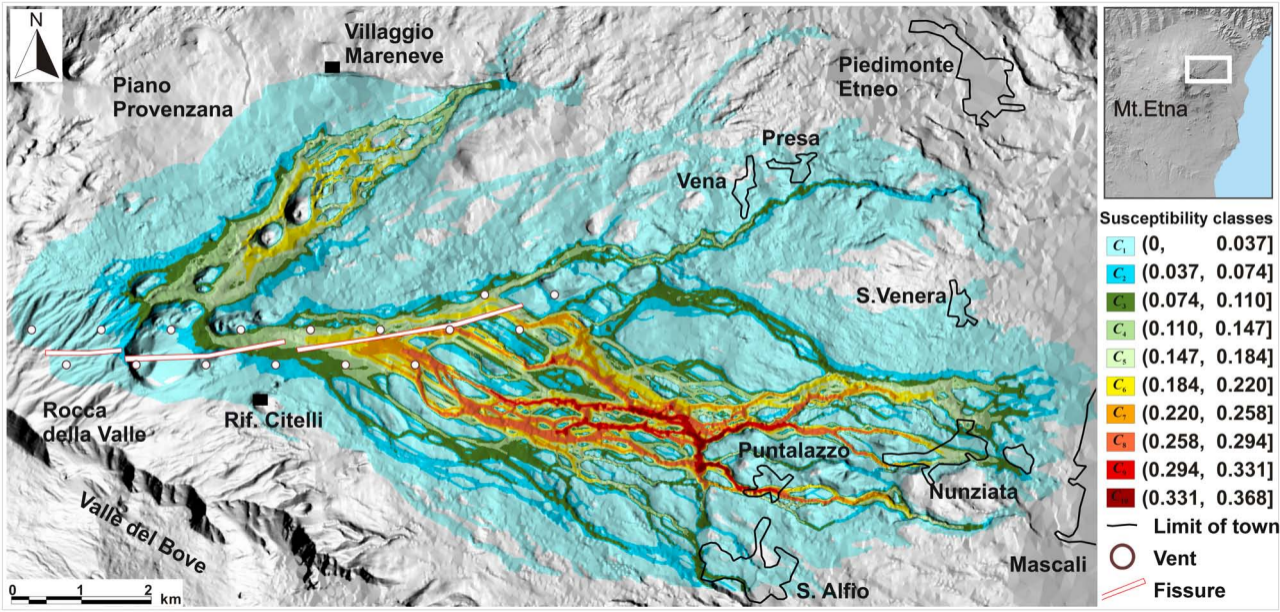 N
Villaggio
Mareneve
Piano
Provenzana
Piedimonte
Etneo
Presa
Vena
S.Venera
Rocca
della Valle
Rif. Citelli
Puntalazzo
Nunziata
Valle del Bove
Mascali
S. Alfio
0 1 2
km
Mt.Etna
Susceptibility classes
C₁ (0, 0.037]
C₂ (0.037, 0.074]
C₃ (0.074, 0.110]
C₄ (0.110, 0.147]
C₅ (0.147, 0.184]
C₆ (0.184, 0.220]
C₇ (0.220, 0.258]
C₈ (0.258, 0.294]
C₉ (0.294, 0.331]
C₁₀ (0.331, 0.368]
Limit of town
Vent
Fissure